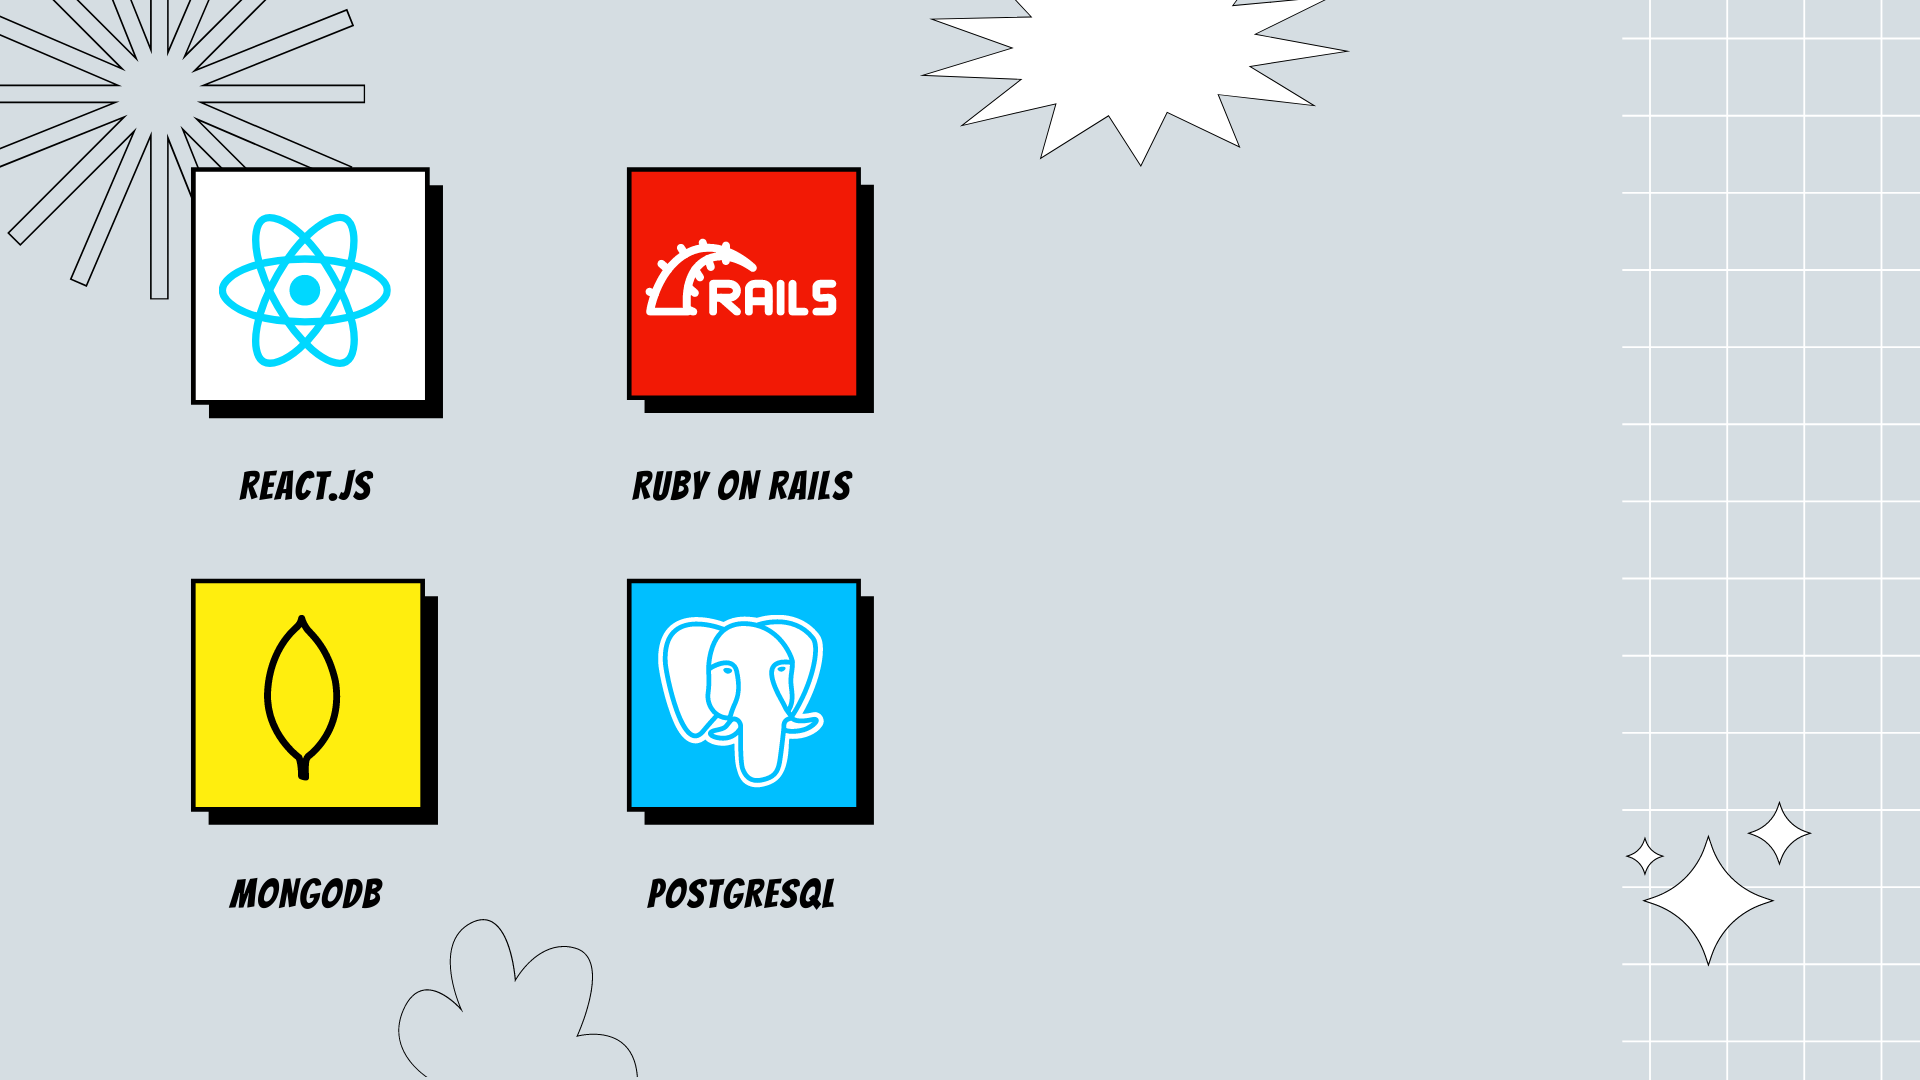 RAILS
REACT.JS
RUBY ON RAILS
MONGODB
POSTGRESQL